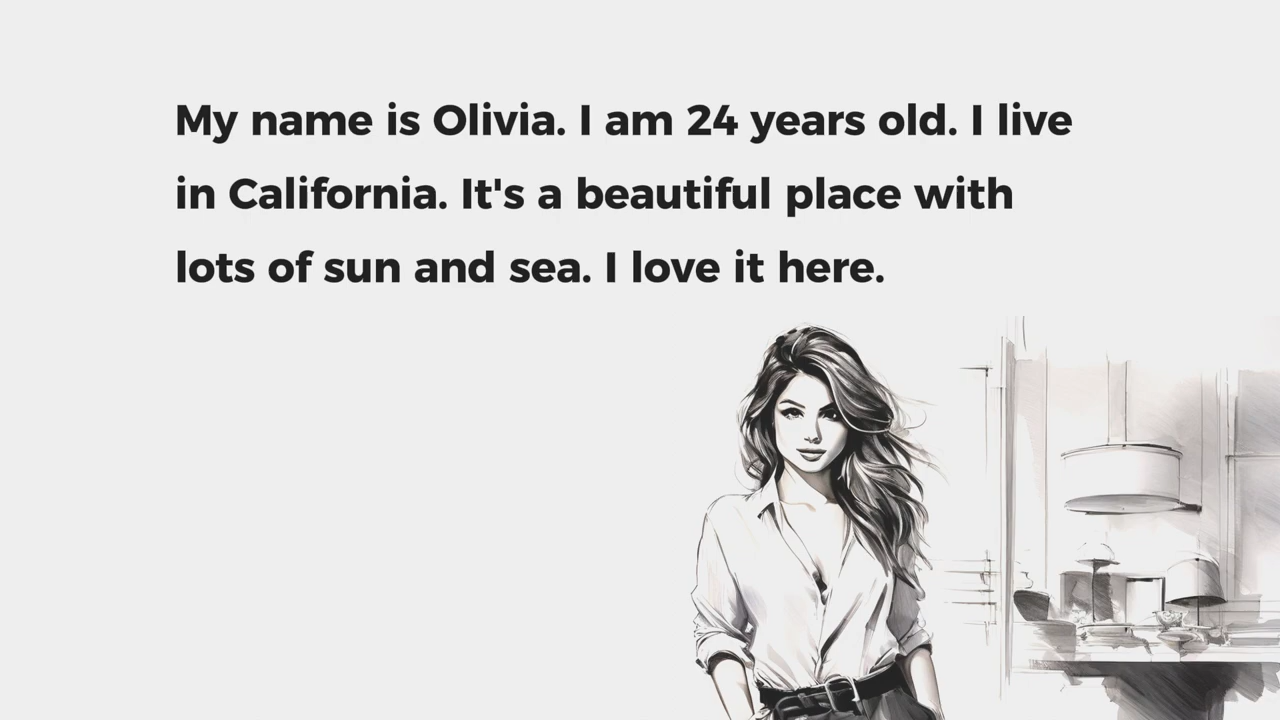 My name is Olivia. I am 24 years old. I live
in California. It's a beautiful place with
lots of sun and sea. I love it here.